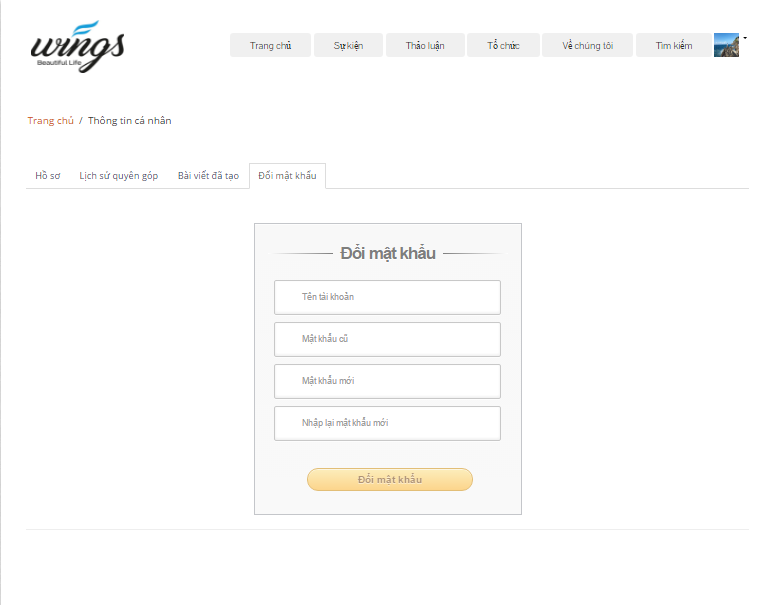 wings
Beautiful Life
Trang chủ Sự kiện Thảo luận Tổ chức Về chúng tôi Tìm kiếm
Trang chủ / Thông tin cá nhân
Hồ sơ Lịch sử quyên góp Bài viết đã tạo Đổi mật khẩu
Đổi mật khẩu
Tên tài khoản
Mật khẩu cũ
Mật khẩu mới
Nhập lại mật khẩu mới
Đổi mật khẩu